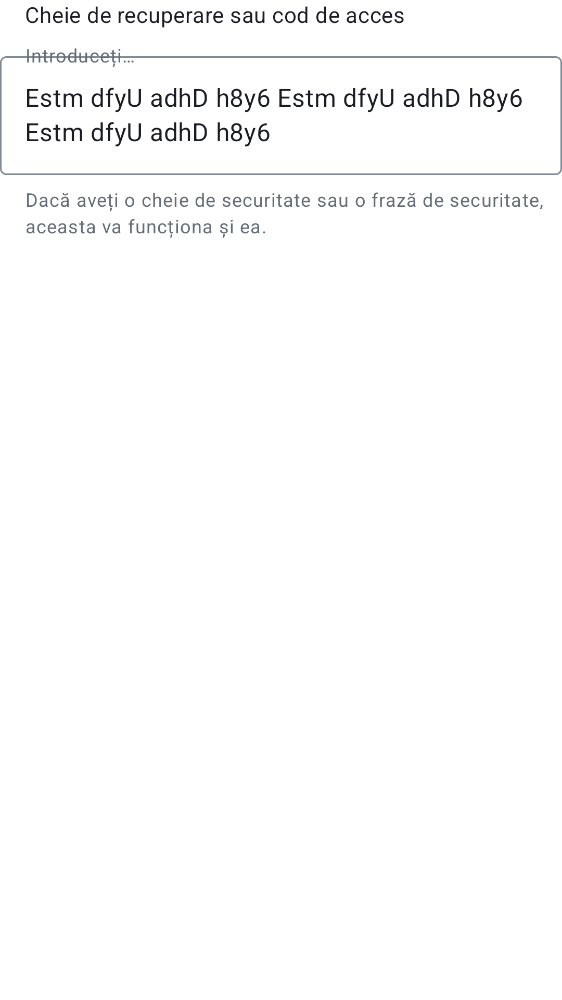 Cheie de recuperare sau cod de acces
Introduceți…
Estm dfyU adhD h8y6 Estm dfyU adhD h8y6
Estm dfyU adhD h8y6
Dacă aveți o cheie de securitate sau o frază de securitate,
aceasta va funcționa și ea.